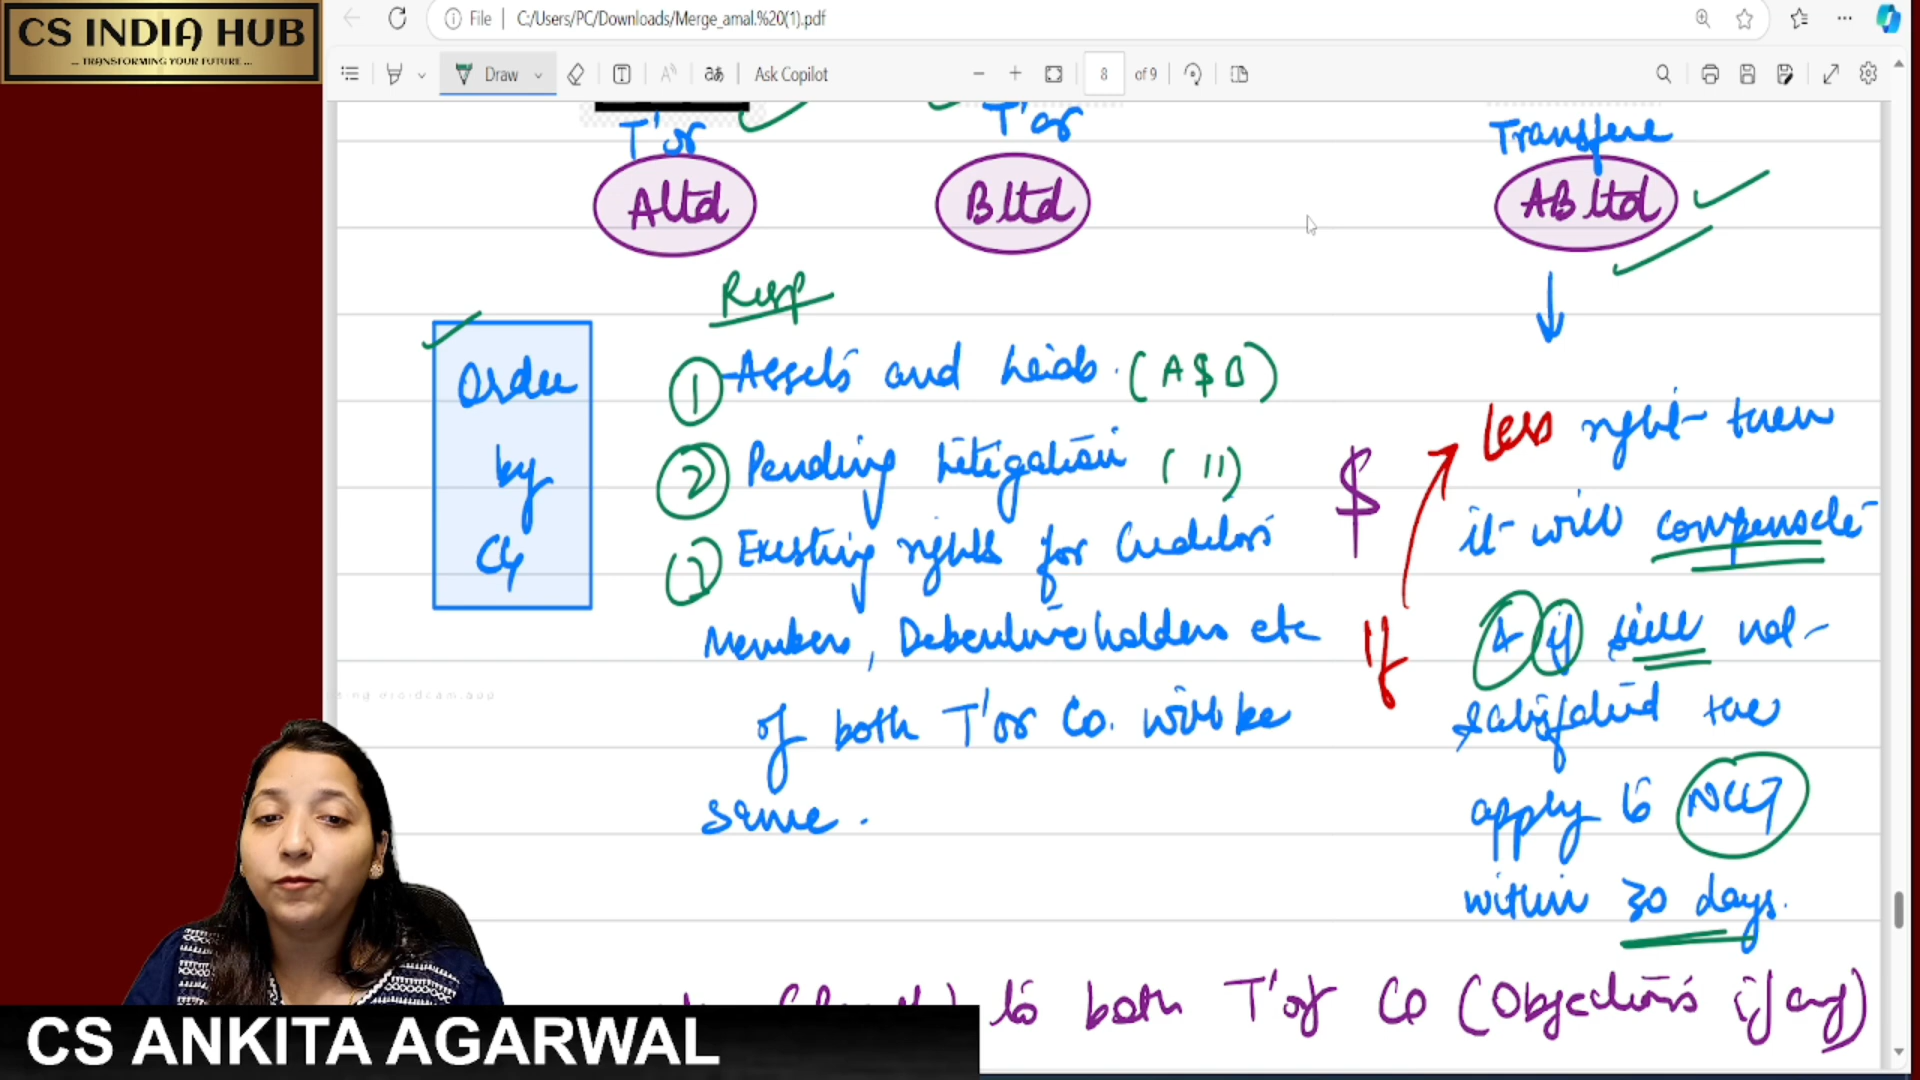 CS INDIA HUB
... TRANSFORMING YOUR FUTURE ...
File
C:/Users/PC/Downloads/Merge_amal.%20(1).pdf
Draw
Ask Copilot
8
of 9
T'or
T'or
Transfere
A ltd
B ltd
AB ltd
Resp
Order
by
CG
1 Assets and Liab. (A $ B)
2 Pending Litigation ( 11 )
3 Existing rights for Creditors
Members, Debentureholders etc
of both T'or Co. will be
same.
$
If
Less right then
it will compensate
& if still not
satisfied then
apply to NCLT
within 30 days.
to both T'or Co (Objections if any)
CS ANKITA AGARWAL